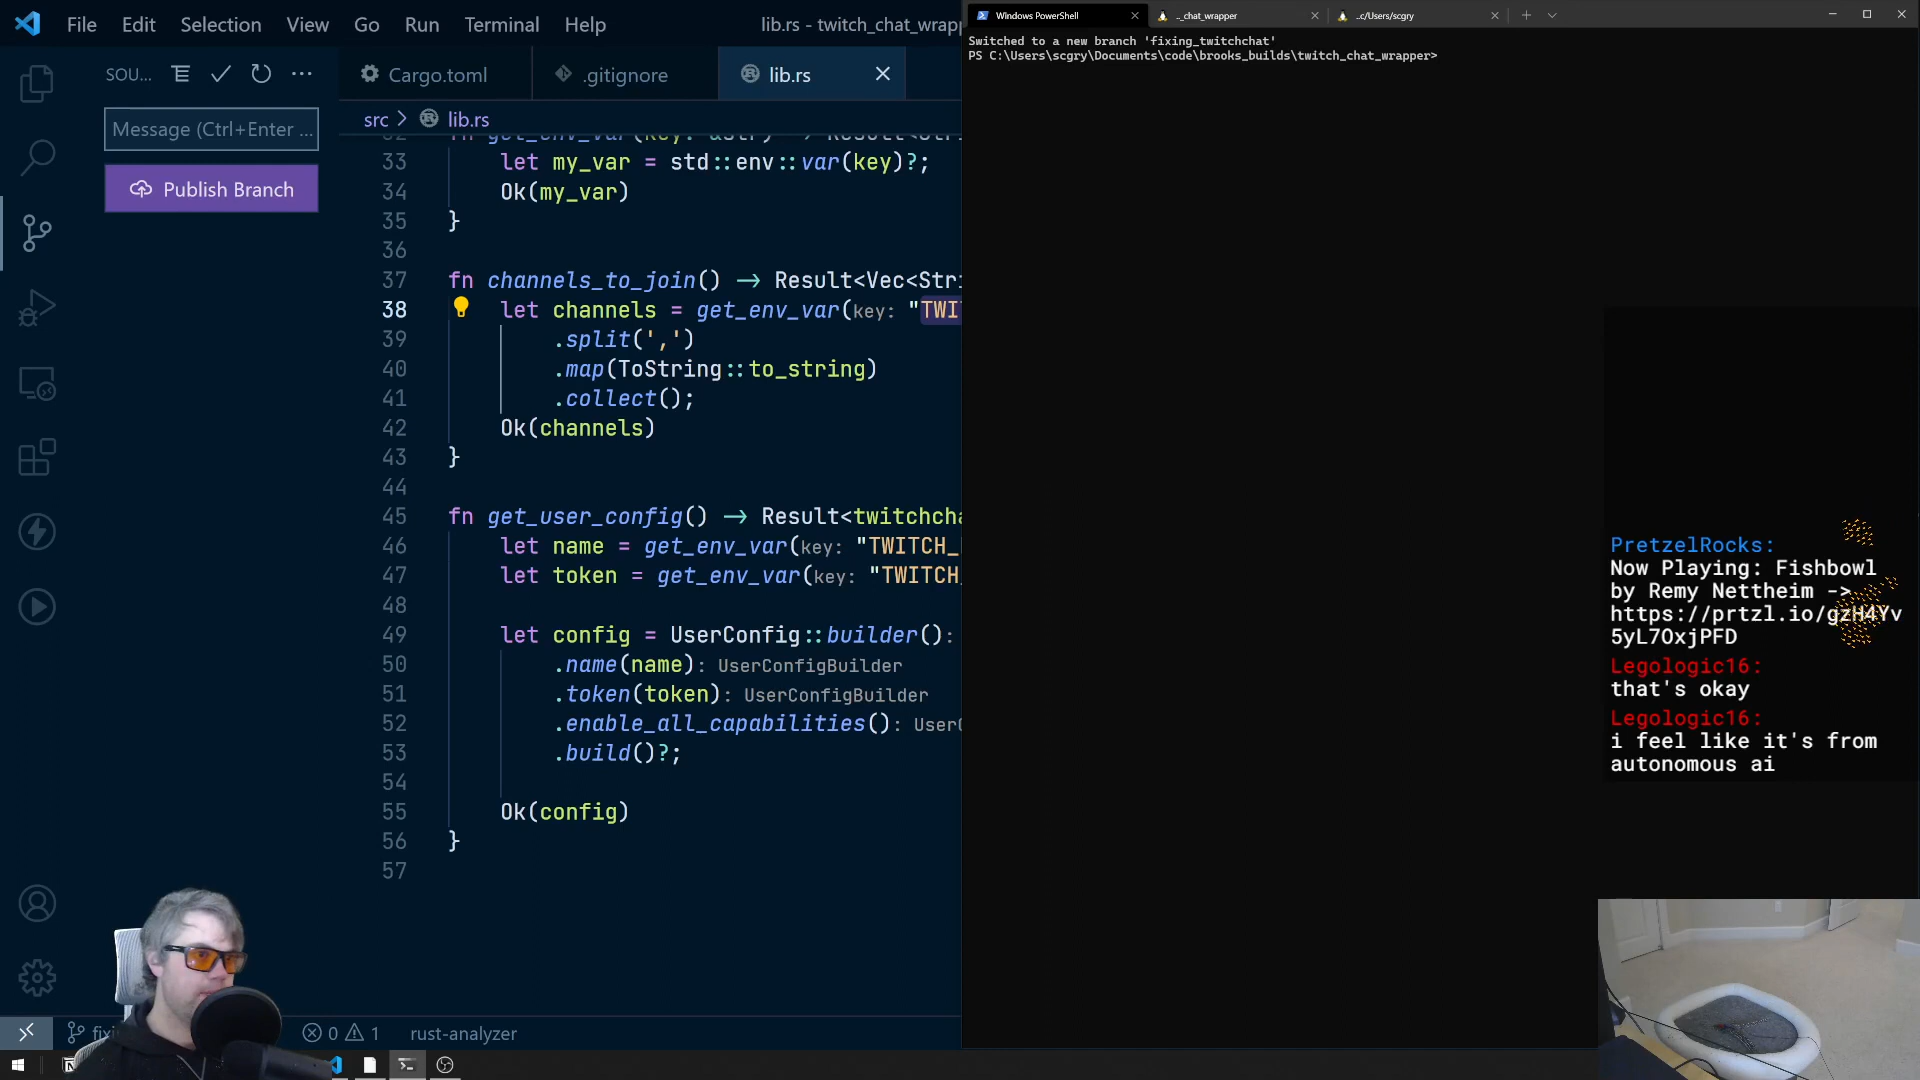 File Edit Selection View Go Run Terminal Help
lib.rs - twitch_chat_wrapp
SOU...
Message (Ctrl+Enter ...
Publish Branch
Cargo.toml
.gitignore
lib.rs
src > lib.rs
33 let my_var = std::env::var(key)?;
34 Ok(my_var)
35 }
36
37 fn channels_to_join() -> Result<Vec<Stri
38 let channels = get_env_var(key: "TWI
39 .split(',')
40 .map(ToString::to_string)
41 .collect();
42 Ok(channels)
43 }
44
45 fn get_user_config() -> Result<twitchcha
46 let name = get_env_var(key: "TWITCH_
47 let token = get_env_var(key: "TWITCH_
48
49 let config = UserConfig::builder():
50 .name(name): UserConfigBuilder
51 .token(token): UserConfigBuilder
52 .enable_all_capabilities(): UserC
53 .build()?;
54
55 Ok(config)
56 }
57
0 1 rust-analyzer
Windows PowerShell
.._chat_wrapper
..c/Users/scgry
Switched to a new branch 'fixing_twitchchat'
PS C:\Users\scgry\Documents\code\brooks_builds\twitch_chat_wrapper>
PretzelRocks:
Now Playing: Fishbowl
by Remy Nettheim ->
https://prtzl.io/gzH4Yv
5yL7OxjPFD
Legologic16:
that's okay
Legologic16:
i feel like it's from
autonomous ai